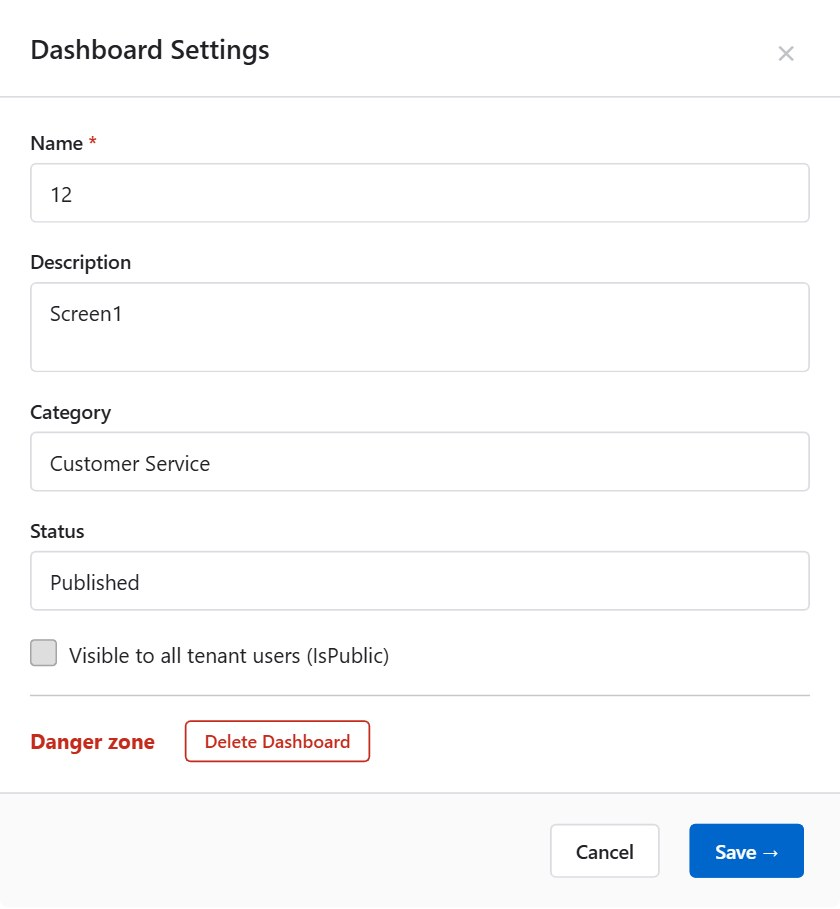 Dashboard Settings
Name *
12
Description
Screen1
Category
Customer Service
Status
Published
Visible to all tenant users (IsPublic)
Danger zone Delete Dashboard
Cancel Save →